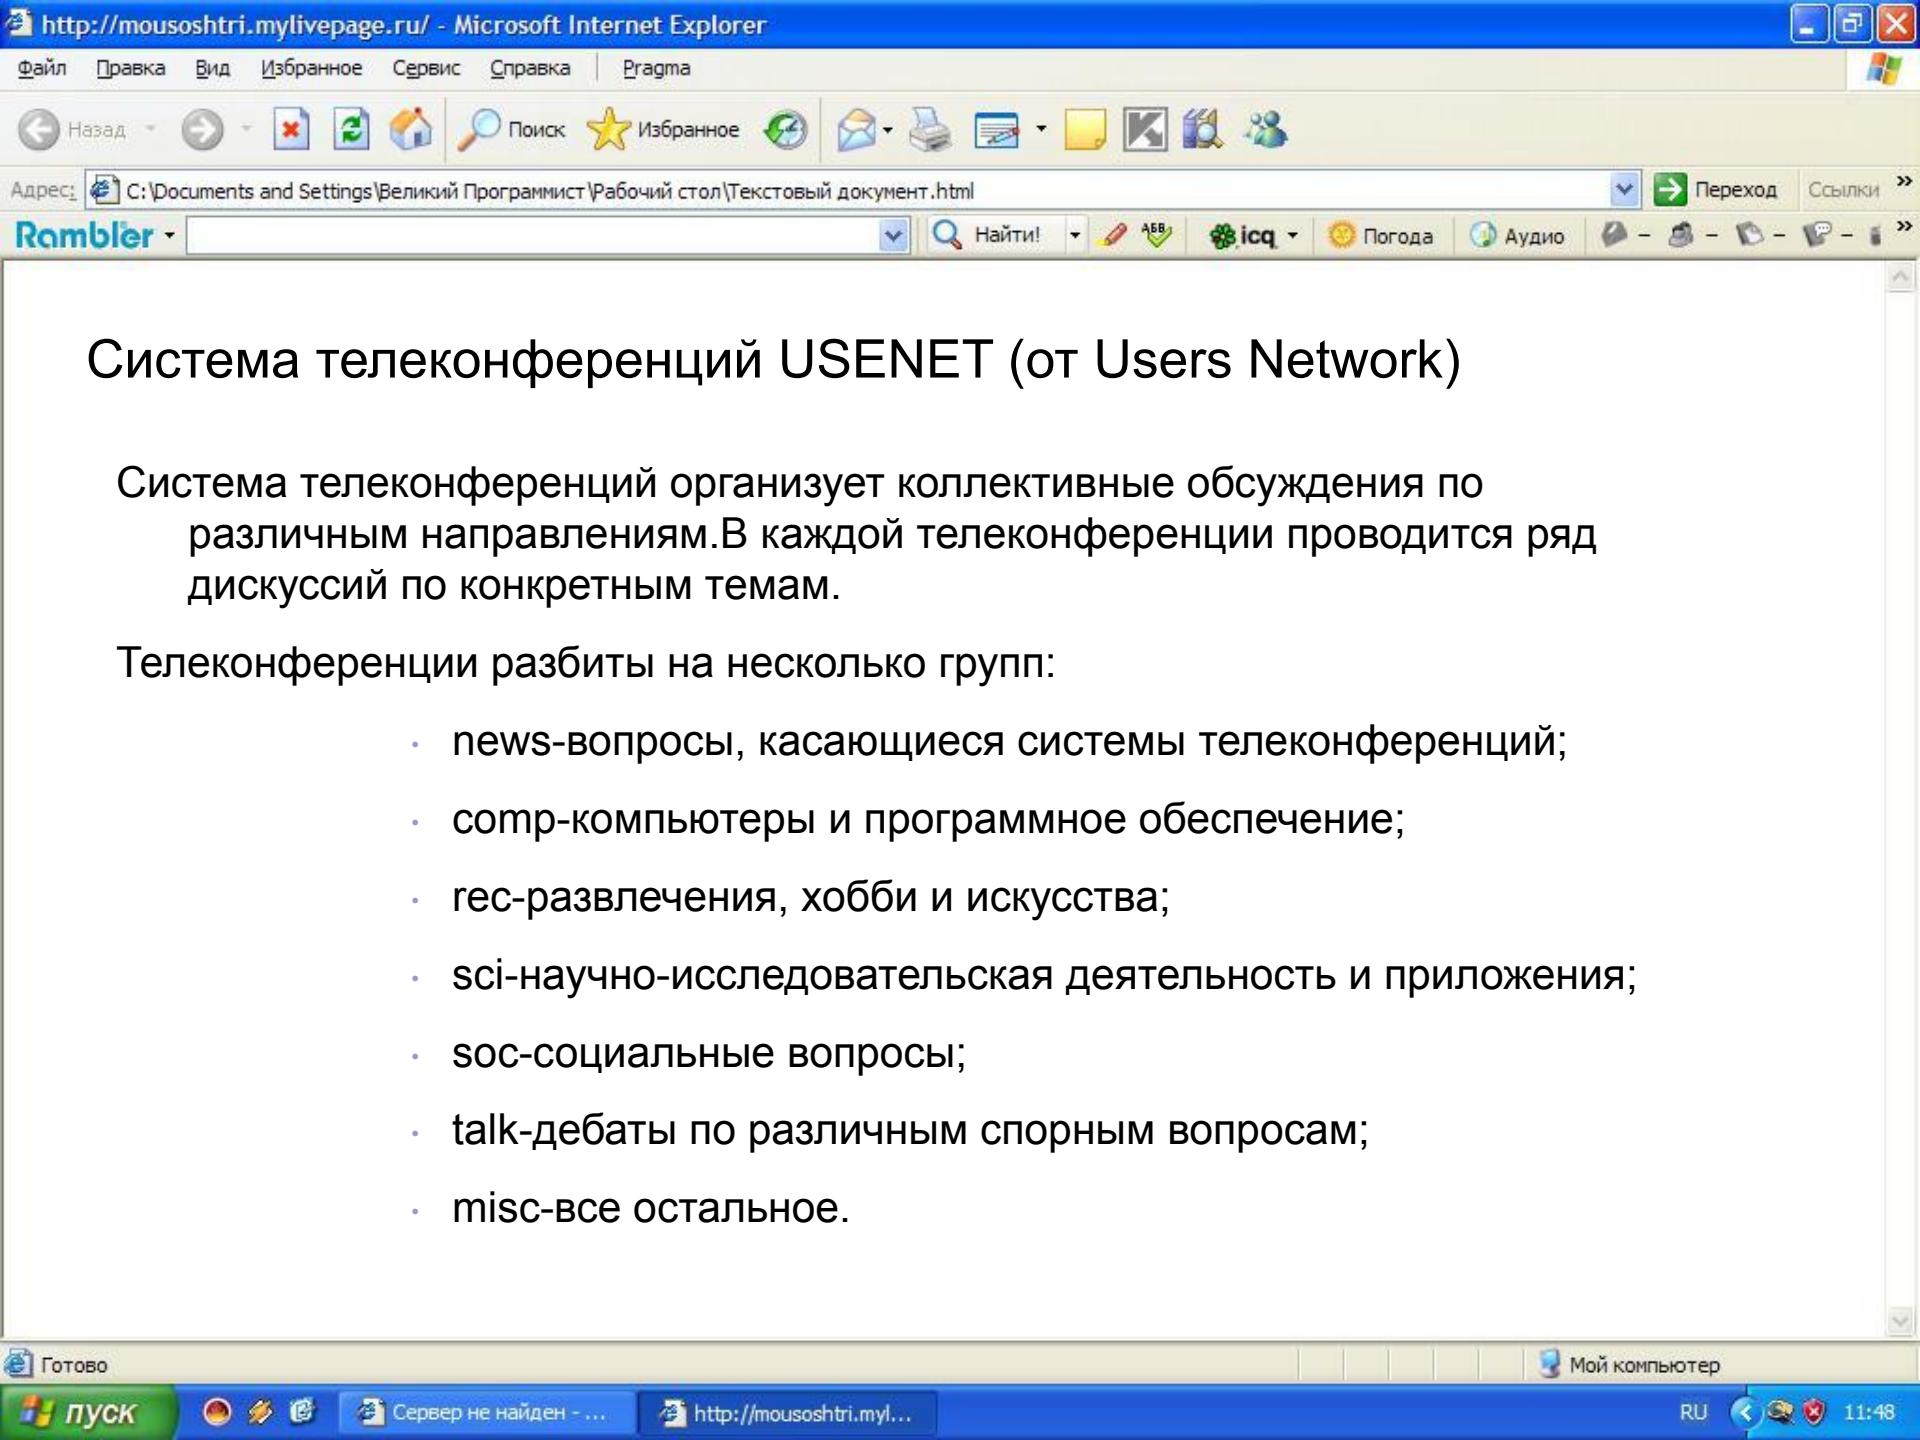 http://mousoshtri.mylivepage.ru/ - Microsoft Internet Explorer
Файл Правка Вид Избранное Сервис Справка Pragma
Назад Поиск Избранное
Адрес: C:\Documents and Settings\Великий Программист\Рабочий стол\Текстовый документ.html Переход Ссылки »
Rambler Найти! АБВ icq Погода Аудио »
Система телеконференций USENET (от Users Network)
Система телеконференций организует коллективные обсуждения по
различным направлениям.В каждой телеконференции проводится ряд
дискуссий по конкретным темам.
Телеконференции разбиты на несколько групп:
· news-вопросы, касающиеся системы телеконференций;
· comp-компьютеры и программное обеспечение;
· rec-развлечения, хобби и искусства;
· sci-научно-исследовательская деятельность и приложения;
· soc-социальные вопросы;
· talk-дебаты по различным спорным вопросам;
· misc-все остальное.
Готово Мой компьютер
пуск Сервер не найден - ... http://mousoshtri.myl... RU 11:48